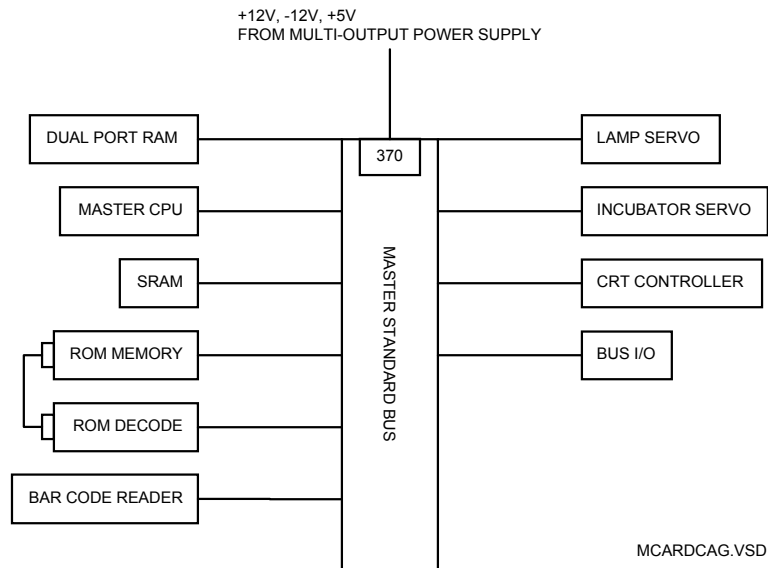 +12V, -12V, +5V
FROM MULTI-OUTPUT POWER SUPPLY
DUAL PORT RAM
370
LAMP SERVO
MASTER CPU
INCUBATOR SERVO
SRAM
CRT CONTROLLER
ROM MEMORY
BUS I/O
MASTER STANDARD BUS
ROM DECODE
BAR CODE READER
MCARDCAG.VSD